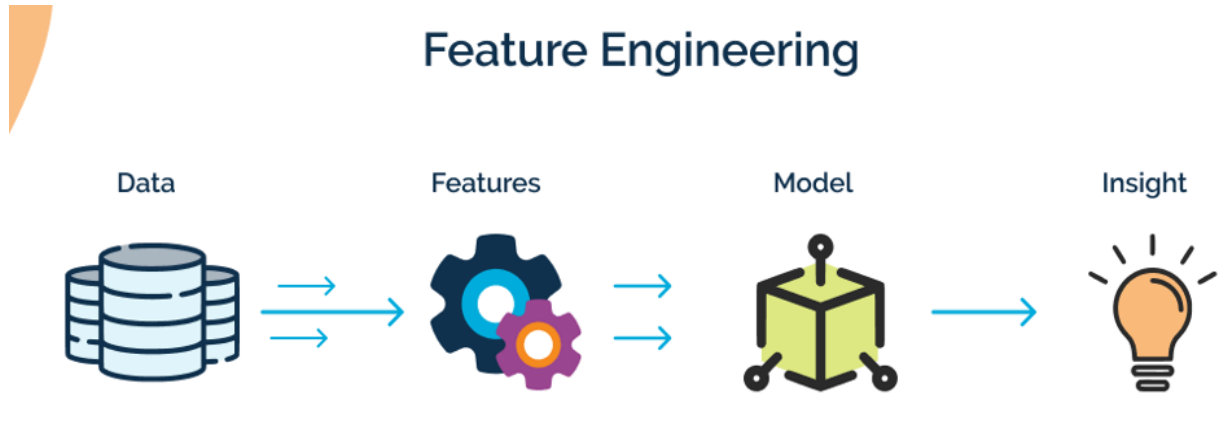 Feature Engineering
Data
Features
Model
Insight